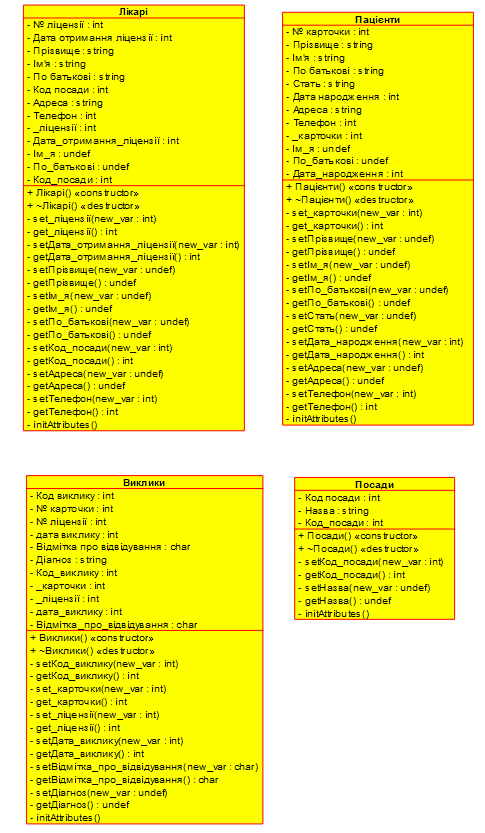 Лікарі
- № ліцензії : int
- Дата отримання ліцензії : int
- Прізвище : string
- Ім'я : string
- По батькові : string
- Код посади : int
- Адреса : string
- Телефон : int
- _ліцензії : int
- Дата_отримання_ліцензії : int
- Ім_я : undef
- По_батькові : undef
- Код_посади : int
+ Лікарі() «constructor»
+ ~Лікарі() «destructor»
- set_ліцензії(new_var : int)
- get_ліцензії() : int
- setДата_отримання_ліцензії(new_var : int)
- getДата_отримання_ліцензії() : int
- setПрізвище(new_var : undef)
- getПрізвище() : undef
- setІм_я(new_var : undef)
- getІм_я() : undef
- setПо_батькові(new_var : undef)
- getПо_батькові() : undef
- setКод_посади(new_var : int)
- getКод_посади() : int
- setАдреса(new_var : undef)
- getАдреса() : undef
- setТелефон(new_var : int)
- getТелефон() : int
- initAttributes()
Пацієнти
- № карточки : int
- Прізвище : string
- Ім'я : string
- По батькові : string
- Стать : string
- Дата народження : int
- Адреса : string
- Телефон : int
- _карточки : int
- Ім_я : undef
- По_батькові : undef
- Дата_народження : int
+ Пацієнти() «constructor»
+ ~Пацієнти() «destructor»
- set_карточки(new_var : int)
- get_карточки() : int
- setПрізвище(new_var : undef)
- getПрізвище() : undef
- setІм_я(new_var : undef)
- getІм_я() : undef
- setПо_батькові(new_var : undef)
- getПо_батькові() : undef
- setСтать(new_var : undef)
- getСтать() : undef
- setДата_народження(new_var : int)
- getДата_народження() : int
- setАдреса(new_var : undef)
- getАдреса() : undef
- setТелефон(new_var : int)
- getТелефон() : int
- initAttributes()
Виклики
- Код виклику : int
- № карточки : int
- № ліцензії : int
- дата виклику : int
- Відмітка про відвідування : char
- Діагноз : string
- Код_виклику : int
- _карточки : int
- _ліцензії : int
- дата_виклику : int
- Відмітка_про_відвідування : char
+ Виклики() «constructor»
+ ~Виклики() «destructor»
- setКод_виклику(new_var : int)
- getКод_виклику() : int
- set_карточки(new_var : int)
- get_карточки() : int
- set_ліцензії(new_var : int)
- get_ліцензії() : int
- setДата_виклику(new_var : int)
- getДата_виклику() : int
- setВідмітка_про_відвідування(new_var : char)
- getВідмітка_про_відвідування() : char
- setДіагноз(new_var : undef)
- getДіагноз() : undef
- initAttributes()
Посади
- Код посади : int
- Назва : string
- Код_посади : int
+ Посади() «constructor»
+ ~Посади() «destructor»
- setКод_посади(new_var : int)
- getКод_посади() : int
- setНазва(new_var : undef)
- getНазва() : undef
- initAttributes()